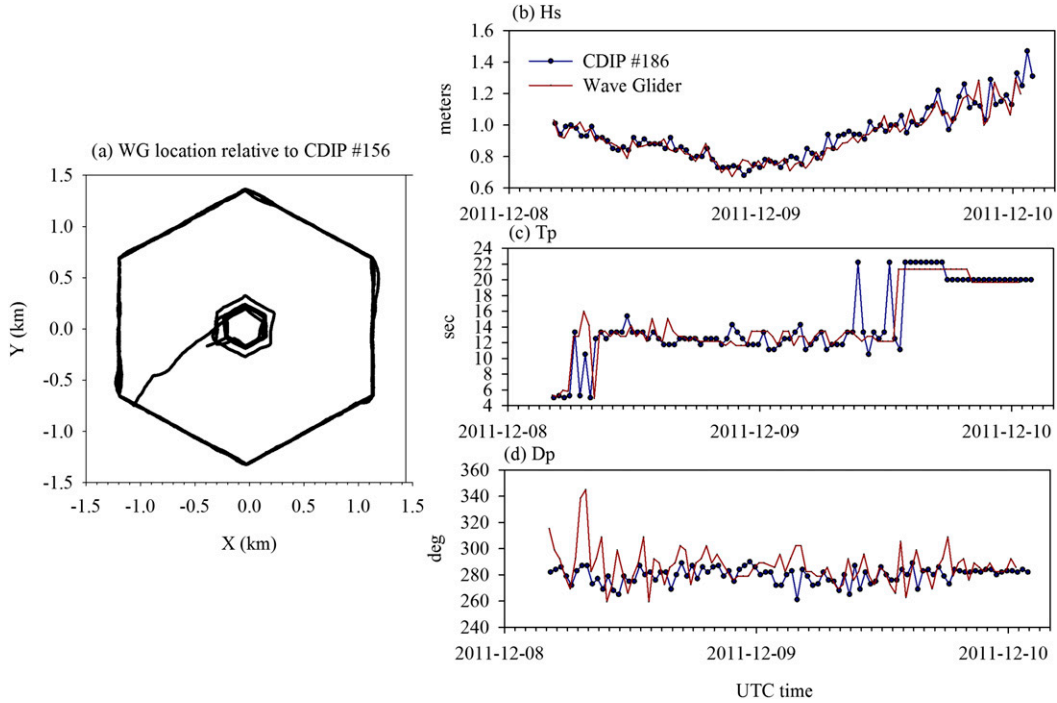 (a) WG location relative to CDIP #156
1.5
1.0
0.5
0.0
-0.5
-1.0
-1.5
Y (km)
-1.5 -1.0 -0.5 0.0 0.5 1.0 1.5
X (km)
(b) Hs
1.6
1.4
1.2
1.0
0.8
0.6
meters
CDIP #186
Wave Glider
2011-12-08 2011-12-09 2011-12-10
(c) Tp
24
22
20
18
16
14
12
10
8
6
4
sec
2011-12-08 2011-12-09 2011-12-10
(d) Dp
360
340
320
300
280
260
240
deg
2011-12-08 2011-12-09 2011-12-10
UTC time